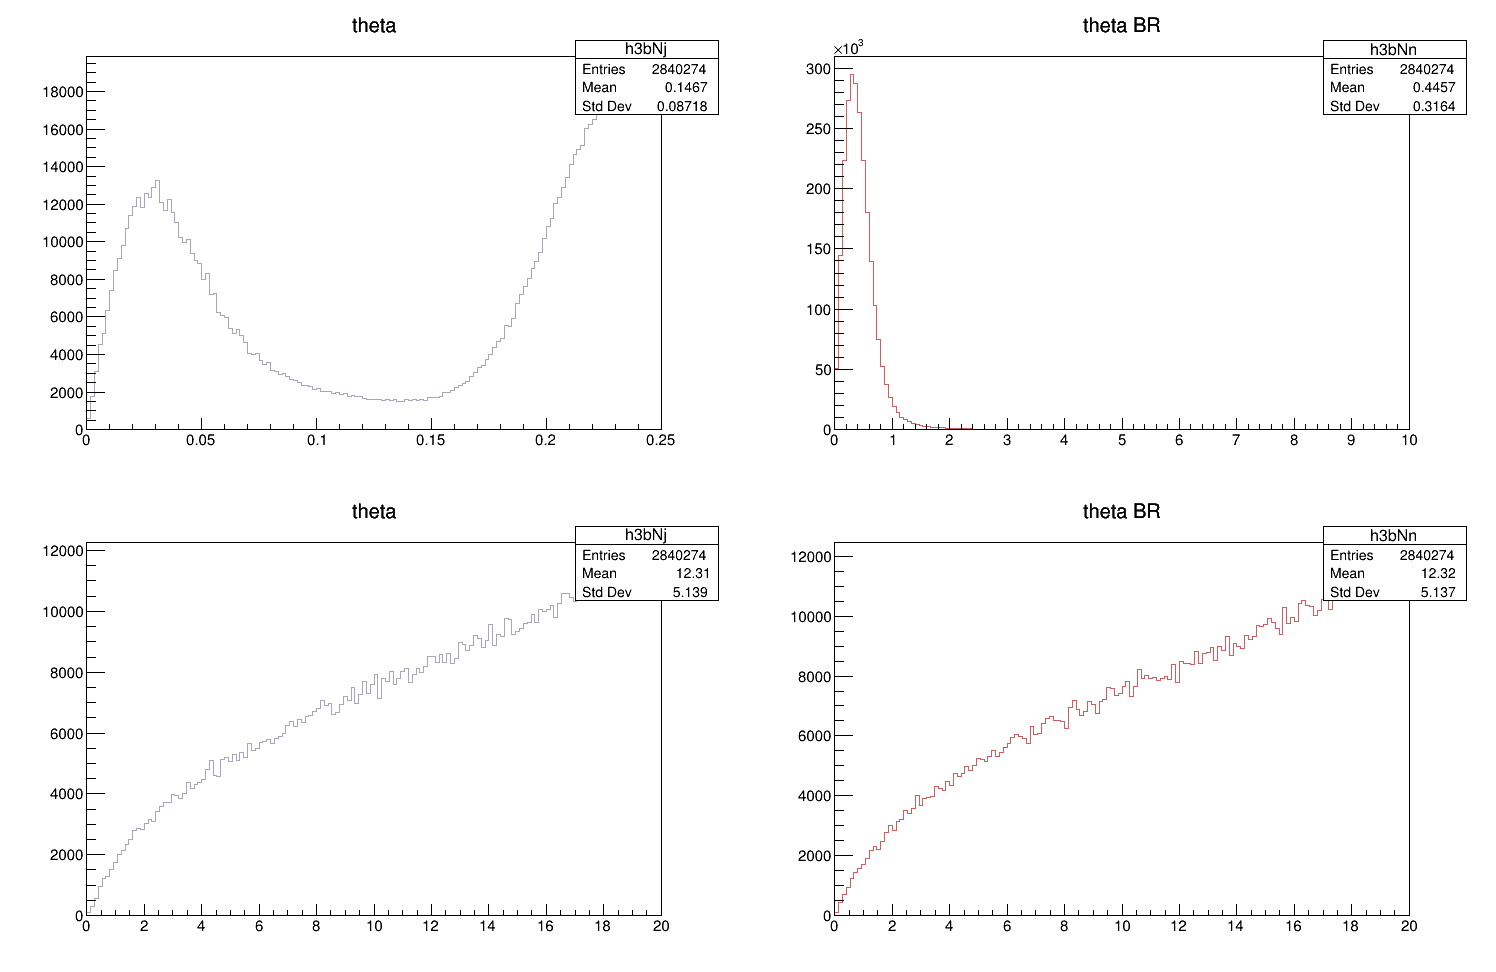 theta
h3bNj
Entries 2840274
Mean 0.1467
Std Dev 0.08718
18000
16000
14000
12000
10000
8000
6000
4000
2000
0
0 0.05 0.1 0.15 0.2 0.25
theta BR
×10³
h3bNn
Entries 2840274
Mean 0.4457
Std Dev 0.3164
300
250
200
150
100
50
0
0 1 2 3 4 5 6 7 8 9 10
theta
h3bNj
Entries 2840274
Mean 12.31
Std Dev 5.139
12000
10000
8000
6000
4000
2000
0
0 2 4 6 8 10 12 14 16 18 20
theta BR
h3bNn
Entries 2840274
Mean 12.32
Std Dev 5.137
12000
10000
8000
6000
4000
2000
0
0 2 4 6 8 10 12 14 16 18 20